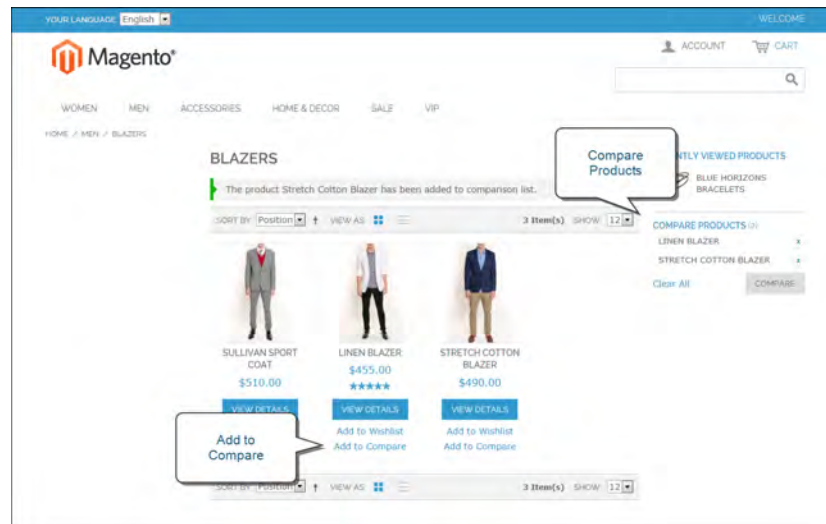 YOUR LANGUAGE English
WELCOME
Magento®
ACCOUNT CART
WOMEN MEN ACCESSORIES HOME & DECOR SALE VIP
HOME / MEN / BLAZERS
BLAZERS
The product Stretch Cotton Blazer has been added to comparison list.
Compare
Products
NTLY VIEWED PRODUCTS
BLUE HORIZONS
BRACELETS
SORT BY Position VIEW AS 3 Item(s) SHOW 12
COMPARE PRODUCTS (2)
LINEN BLAZER x
STRETCH COTTON BLAZER x
Clear All COMPARE
SULLIVAN SPORT
COAT
$510.00
VIEW DETAILS
LINEN BLAZER
$455.00
VIEW DETAILS
Add to Wishlist
Add to Compare
STRETCH COTTON
BLAZER
$490.00
VIEW DETAILS
Add to Wishlist
Add to Compare
Add to
Compare
SORT BY Position VIEW AS 3 Item(s) SHOW 12